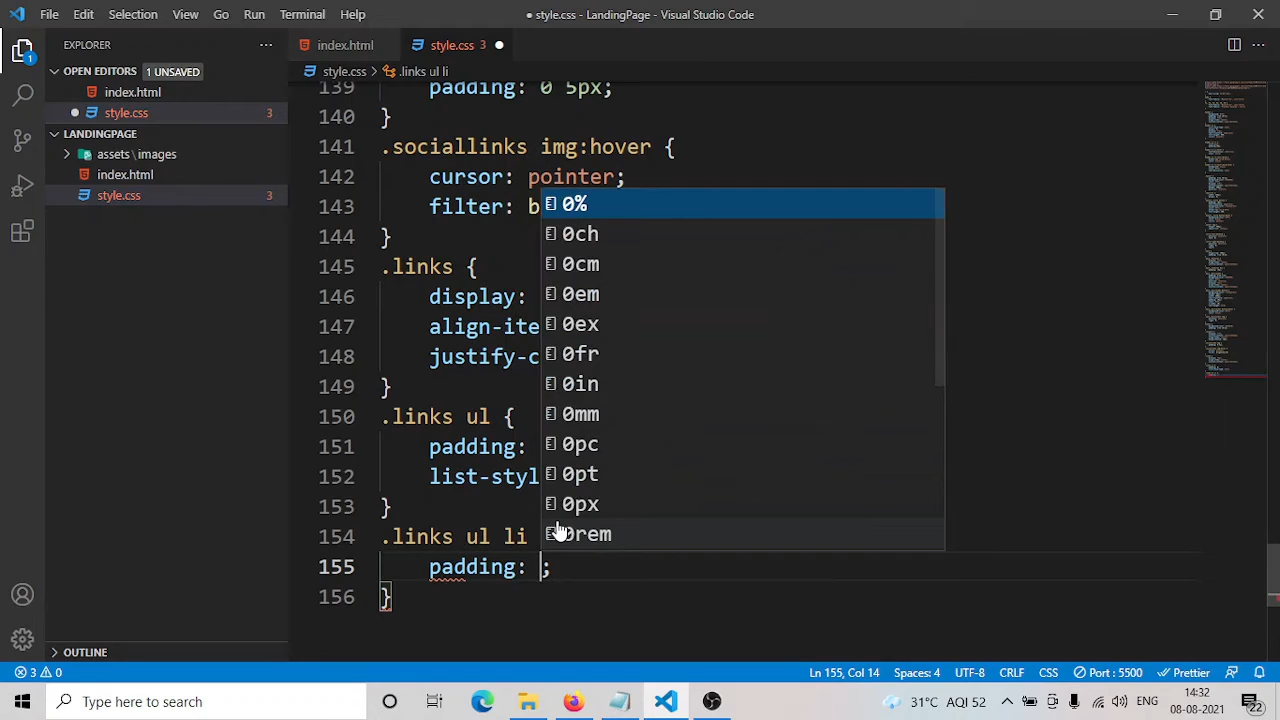 File Edit Selection View Go Run Terminal Help
● style.css - LandingPage - Visual Studio Code
EXPLORER
OPEN EDITORS 1 UNSAVED
index.html
style.css 3
LANDINGPAGE
assets\images
index.html
style.css 3
OUTLINE
1
index.html
style.css 3
style.css > .links ul li
139 padding: 0 5px;
140 }
141 .sociallinks img:hover {
142 cursor: pointer;
143 filter: b
144 }
145 .links {
146 display:
147 align-ite
148 justify-c
149 }
150 .links ul {
151 padding:
152 list-styl
153 }
154 .links ul li
155 padding: ;
156 }
0%
0ch
0cm
0em
0ex
0fr
0in
0mm
0pc
0pt
0px
0rem
3 0
Ln 155, Col 14 Spaces: 4 UTF-8 CRLF CSS Port : 5500 Prettier
Type here to search
31°C AQI 52 ENG
14:32
08-08-2021
22